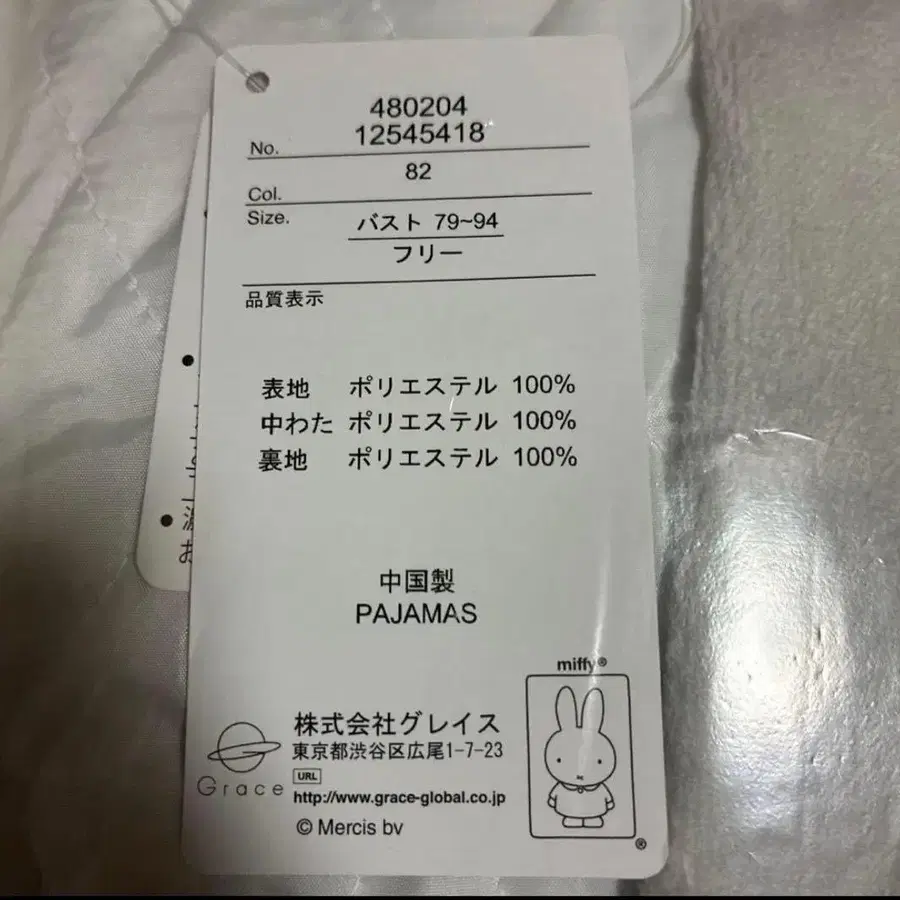 480204
No. 12545418
Col. 82
Size. バスト 79~94
フリー
品質表示
表地 ポリエステル 100%
中わた ポリエステル 100%
裏地 ポリエステル 100%
中国製
PAJAMAS
miffy®
株式会社グレイス
東京都渋谷区広尾1-7-23
URL
http://www.grace-global.co.jp
Grace
© Mercis bv
®